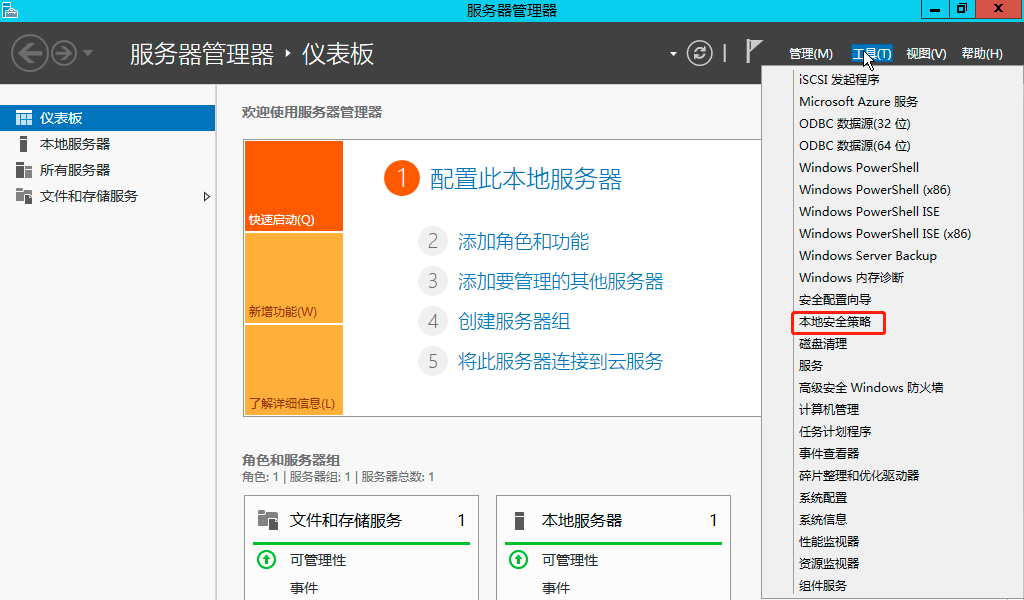 服务器管理器
服务器管理器 · 仪表板
管理(M) 工具(T) 视图(V) 帮助(H)
仪表板
本地服务器
所有服务器
文件和存储服务
欢迎使用服务器管理器
快速启动(Q)
新增功能(W)
了解详细信息(L)
1 配置此本地服务器
2 添加角色和功能
3 添加要管理的其他服务器
4 创建服务器组
5 将此服务器连接到云服务
角色和服务器组
角色: 1 | 服务器组: 1 | 服务器总数: 1
文件和存储服务 1
可管理性
事件
本地服务器 1
可管理性
事件
iSCSI 发起程序
Microsoft Azure 服务
ODBC 数据源(32 位)
ODBC 数据源(64 位)
Windows PowerShell
Windows PowerShell (x86)
Windows PowerShell ISE
Windows PowerShell ISE (x86)
Windows Server Backup
Windows 内存诊断
安全配置向导
本地安全策略
磁盘清理
服务
高级安全 Windows 防火墙
计算机管理
任务计划程序
事件查看器
碎片整理和优化驱动器
系统配置
系统信息
性能监视器
资源监视器
组件服务